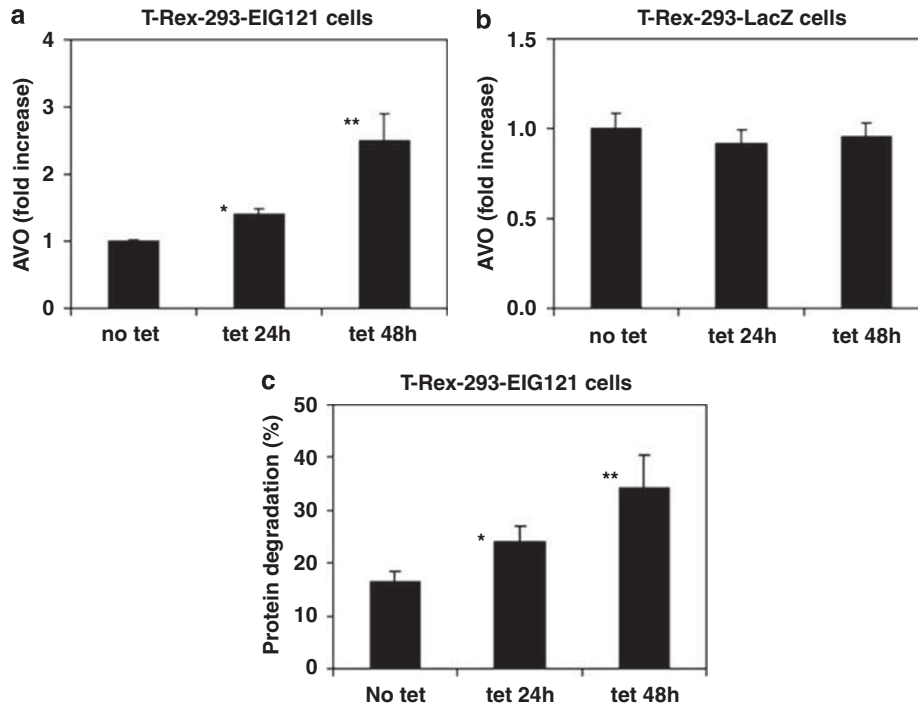 a
T-Rex-293-EIG121 cells
AVO (fold increase)
4
3
2
1
0
*
**
no tet
tet 24h
tet 48h
b
T-Rex-293-LacZ cells
AVO (fold increase)
1.5
1.0
0.5
0.0
no tet
tet 24h
tet 48h
c
T-Rex-293-EIG121 cells
Protein degradation (%)
50
40
30
20
10
0
*
**
No tet
tet 24h
tet 48h